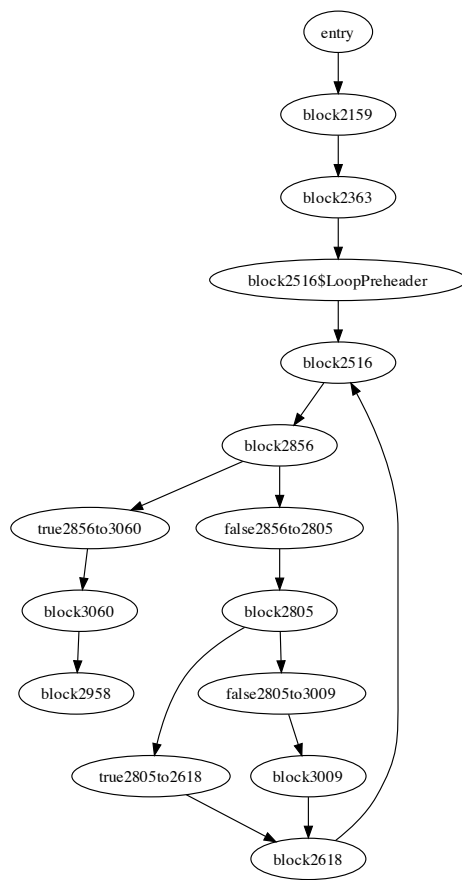 entry
block2159
block2363
block2516$LoopPreheader
block2516
block2856
true2856to3060
false2856to2805
block3060
block2805
block2958
false2805to3009
true2805to2618
block3009
block2618